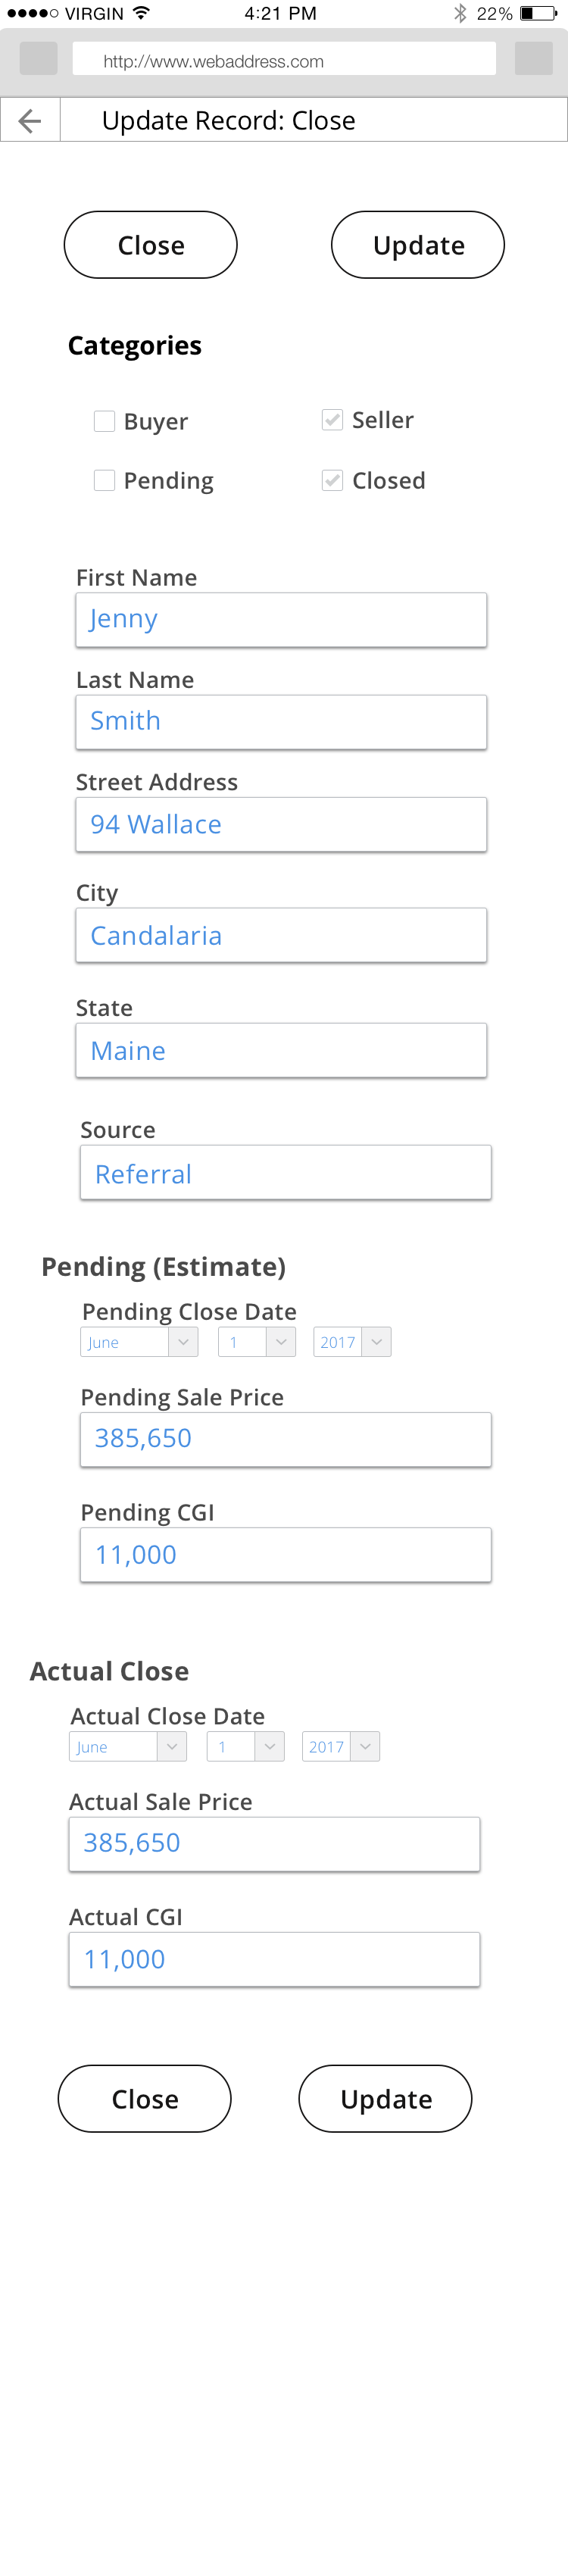 VIRGIN 4:21 PM 22%
http://www.webaddress.com
Update Record: Close
Close Update
Categories
Buyer Seller
Pending Closed
First Name
Jenny
Last Name
Smith
Street Address
94 Wallace
City
Candalaria
State
Maine
Source
Referral
Pending (Estimate)
Pending Close Date
June 1 2017
Pending Sale Price
385,650
Pending CGI
11,000
Actual Close
Actual Close Date
June 1 2017
Actual Sale Price
385,650
Actual CGI
11,000
Close Update